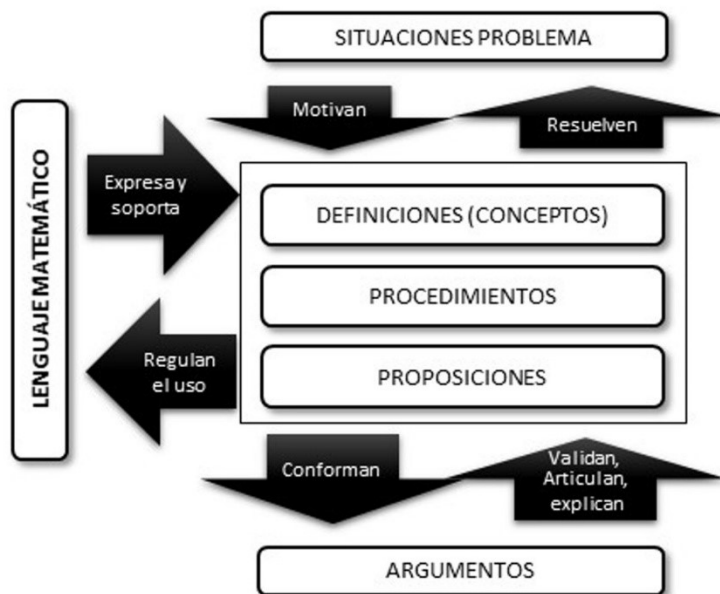 SITUACIONES PROBLEMA
Motivan
Resuelven
LENGUAJE MATEMÁTICO
Expresa y
soporta
DEFINICIONES (CONCEPTOS)
PROCEDIMIENTOS
Regulan
el uso
PROPOSICIONES
Conforman
Validan,
Articulan,
explican
ARGUMENTOS